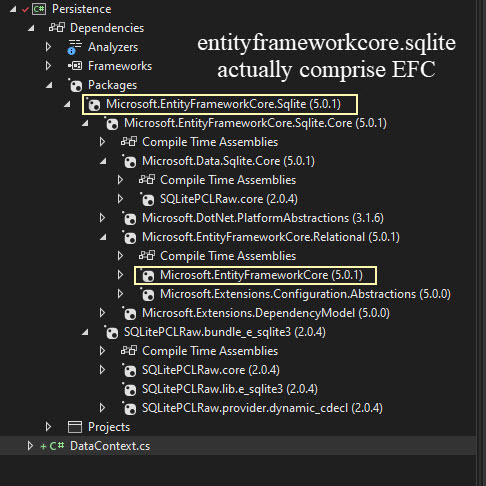 Persistence
Dependencies
Analyzers
Frameworks
entityframeworkcore.sqlite
actually comprise EFC
Packages
Microsoft.EntityFrameworkCore.Sqlite (5.0.1)
Microsoft.EntityFrameworkCore.Sqlite.Core (5.0.1)
Compile Time Assemblies
Microsoft.Data.Sqlite.Core (5.0.1)
Compile Time Assemblies
SQLitePCLRaw.core (2.0.4)
Microsoft.DotNet.PlatformAbstractions (3.1.6)
Microsoft.EntityFrameworkCore.Relational (5.0.1)
Compile Time Assemblies
Microsoft.EntityFrameworkCore (5.0.1)
Microsoft.Extensions.Configuration.Abstractions (5.0.0)
Microsoft.Extensions.DependencyModel (5.0.0)
SQLitePCLRaw.bundle_e_sqlite3 (2.0.4)
Compile Time Assemblies
SQLitePCLRaw.core (2.0.4)
SQLitePCLRaw.lib.e_sqlite3 (2.0.4)
SQLitePCLRaw.provider.dynamic_cdecl (2.0.4)
Projects
+ C# DataContext.cs